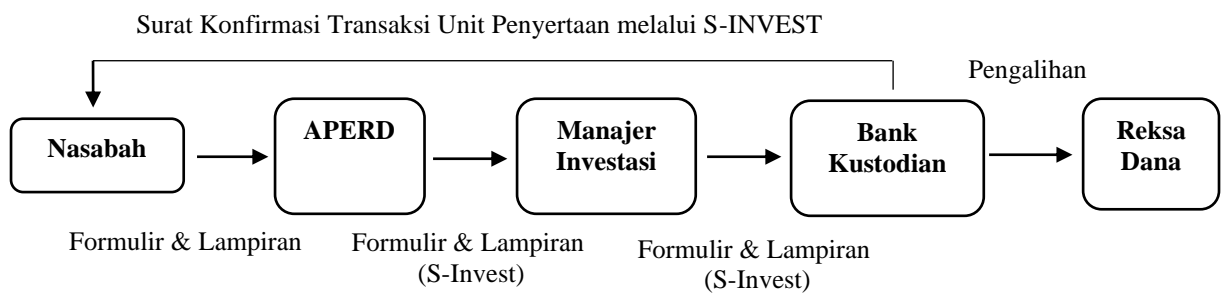 Surat Konfirmasi Transaksi Unit Penyertaan melalui S-INVEST
Pengalihan
Nasabah
APERD
Manajer
Investasi
Bank
Kustodian
Reksa
Dana
Formulir & Lampiran
Formulir & Lampiran
(S-Invest)
Formulir & Lampiran
(S-Invest)